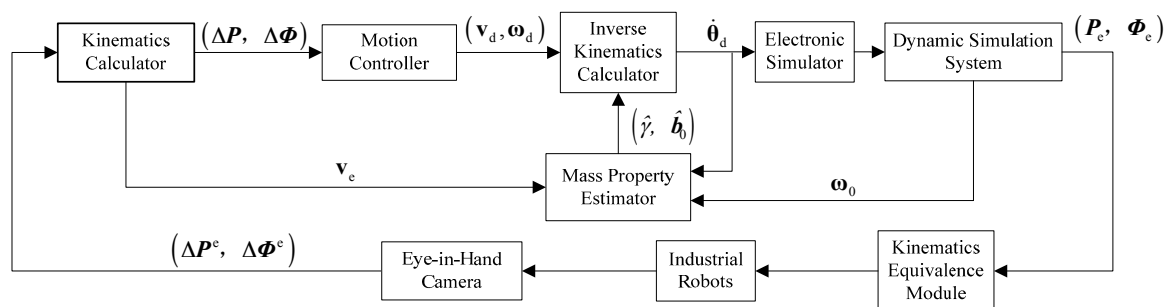 Kinematics
Calculator
(ΔP, ΔΦ)
Motion
Controller
(v_d, ω_d)
Inverse
Kinematics
Calculator
θ̇_d
Electronic
Simulator
Dynamic Simulation
System
(P_e, Φ_e)
(γ̂, b̂_0)
v_e
Mass Property
Estimator
ω_0
(ΔP^e, ΔΦ^e)
Eye-in-Hand
Camera
Industrial
Robots
Kinematics
Equivalence
Module